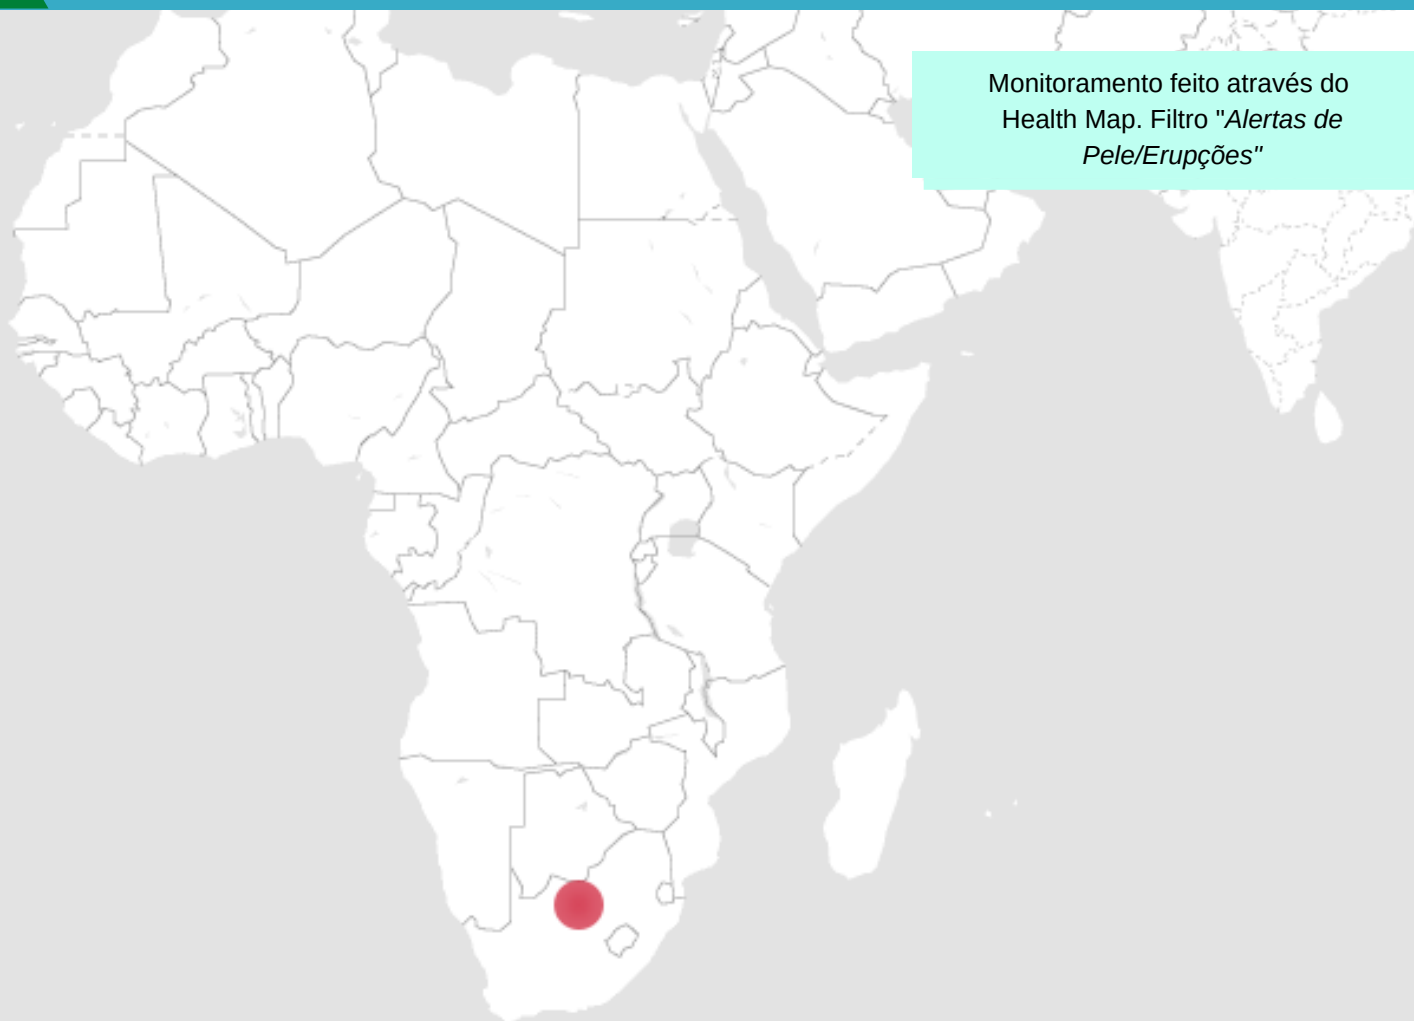 Monitoramento feito através do
Health Map. Filtro "Alertas de
Pele/Erupções"